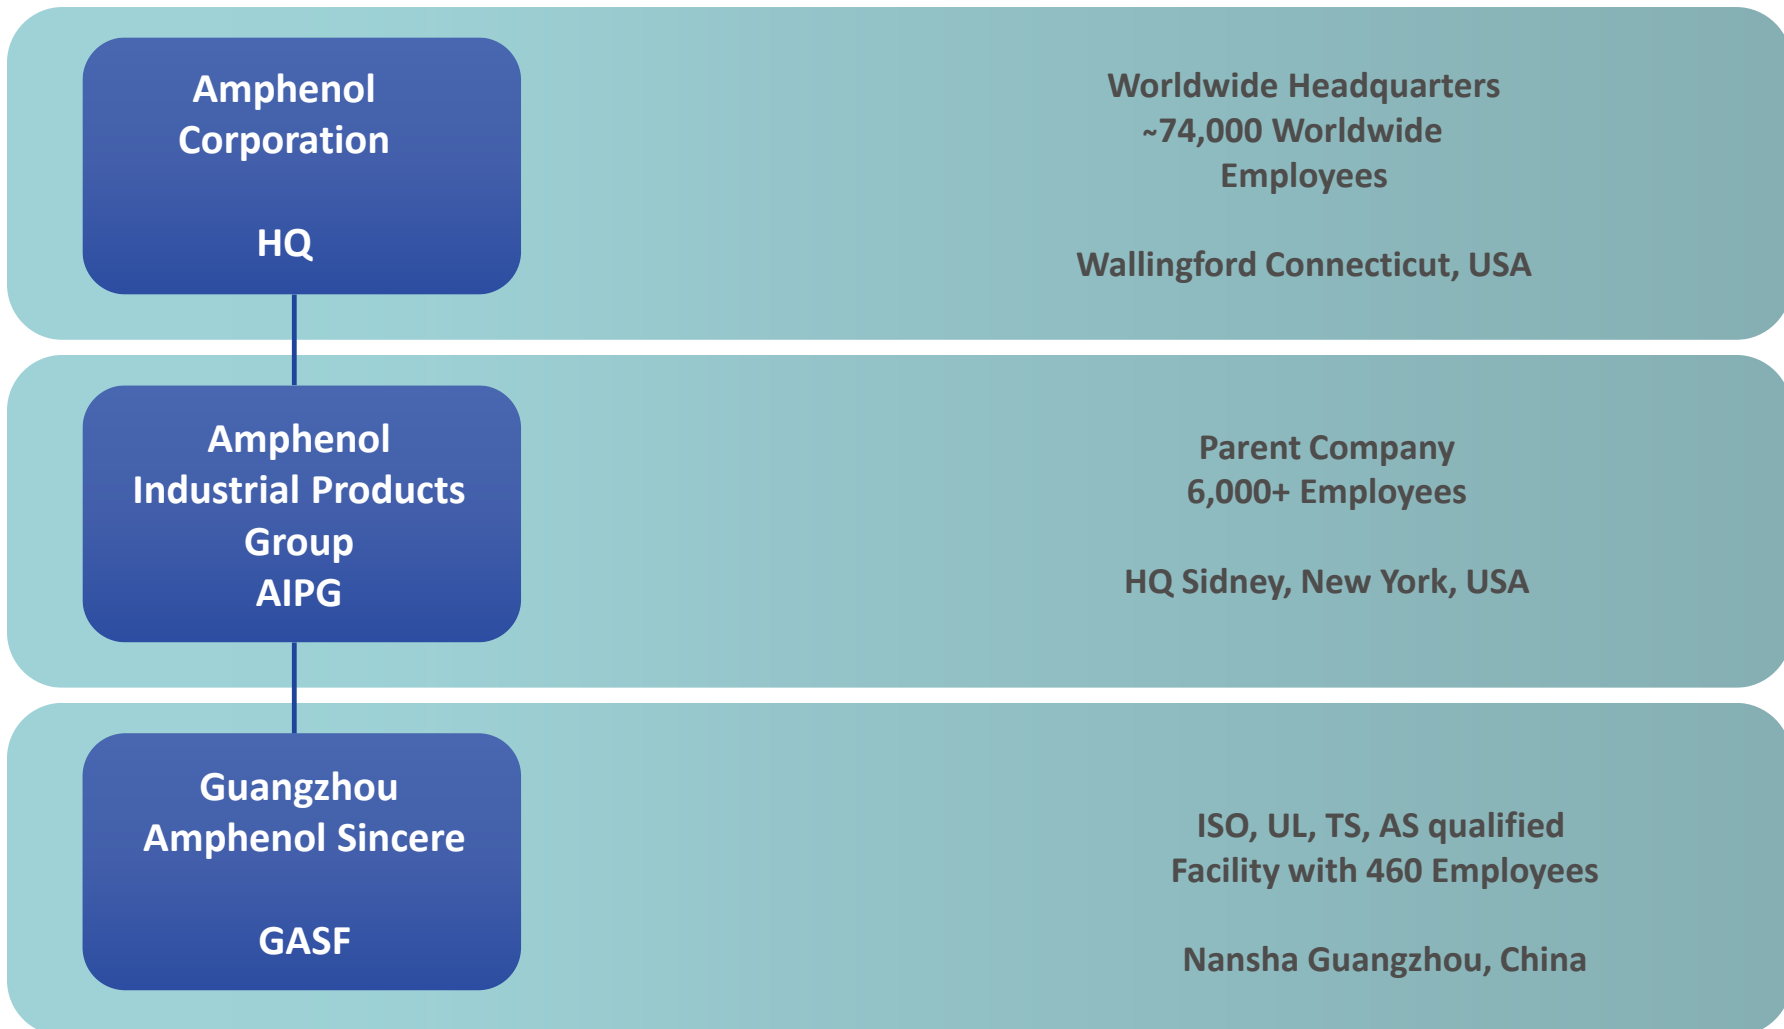 Amphenol
Corporation
HQ
Worldwide Headquarters
~74,000 Worldwide
Employees
Wallingford Connecticut, USA
Amphenol
Industrial Products
Group
AIPG
Parent Company
6,000+ Employees
HQ Sidney, New York, USA
Guangzhou
Amphenol Sincere
GASF
ISO, UL, TS, AS qualified
Facility with 460 Employees
Nansha Guangzhou, China